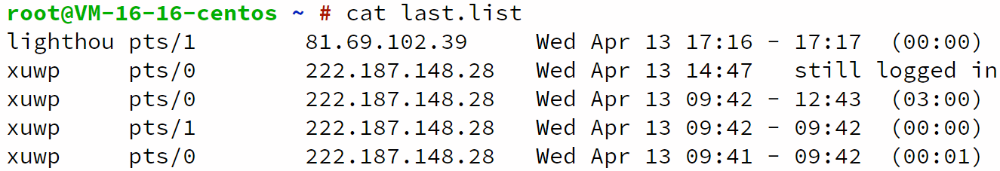 root@VM-16-16-centos ~ # cat last.list
lighthou pts/1        81.69.102.39     Wed Apr 13 17:16 - 17:17  (00:00)
xuwp     pts/0        222.187.148.28   Wed Apr 13 14:47   still logged in
xuwp     pts/0        222.187.148.28   Wed Apr 13 09:42 - 12:43  (03:00)
xuwp     pts/1        222.187.148.28   Wed Apr 13 09:42 - 09:42  (00:00)
xuwp     pts/0        222.187.148.28   Wed Apr 13 09:41 - 09:42  (00:01)